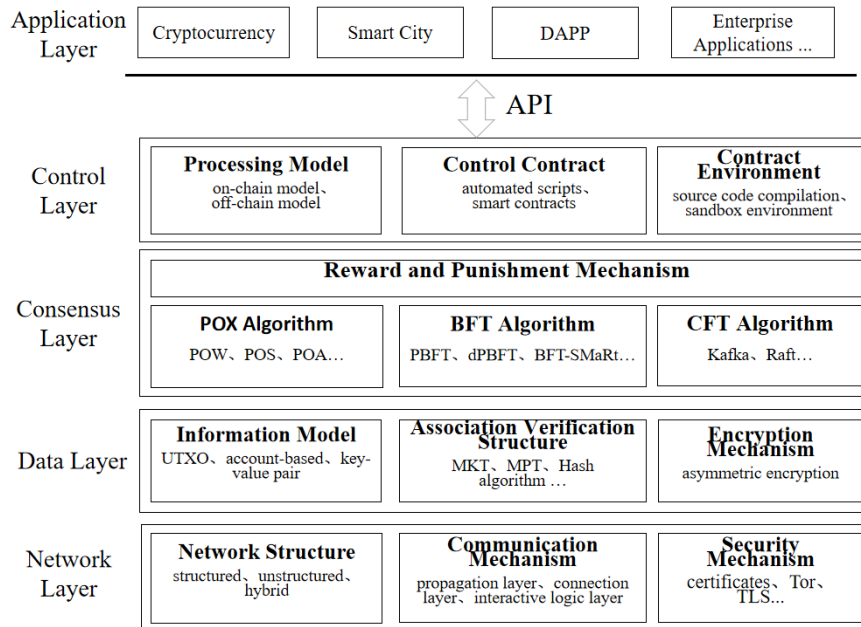 Application
Layer
Cryptocurrency
Smart City
DAPP
Enterprise
Applications ...
API
Control
Layer
Processing Model
on-chain model、
off-chain model
Control Contract
automated scripts、
smart contracts
Contract
Environment
source code compilation、
sandbox environment
Consensus
Layer
Reward and Punishment Mechanism
POX Algorithm
POW、POS、POA…
BFT Algorithm
PBFT、dPBFT、BFT-SMaRt…
CFT Algorithm
Kafka、Raft…
Data Layer
Information Model
UTXO、account-based、key-
value pair
Association Verification
Structure
MKT、MPT、Hash
algorithm …
Encryption
Mechanism
asymmetric encryption
Network
Layer
Network Structure
structured、unstructured、
hybrid
Communication
Mechanism
propagation layer、connection
layer、interactive logic layer
Security
Mechanism
certificates、Tor、
TLS...